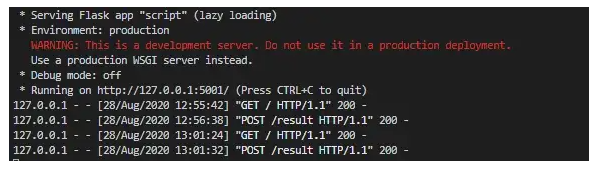 * Serving Flask app "script" (lazy loading)
* Environment: production
WARNING: This is a development server. Do not use it in a production deployment.
Use a production WSGI server instead.
* Debug mode: off
* Running on http://127.0.0.1:5001/ (Press CTRL+C to quit)
127.0.0.1 - - [28/Aug/2020 12:55:42] "GET / HTTP/1.1" 200 -
127.0.0.1 - - [28/Aug/2020 12:56:38] "POST /result HTTP/1.1" 200 -
127.0.0.1 - - [28/Aug/2020 13:01:24] "GET / HTTP/1.1" 200 -
127.0.0.1 - - [28/Aug/2020 13:01:32] "POST /result HTTP/1.1" 200 -